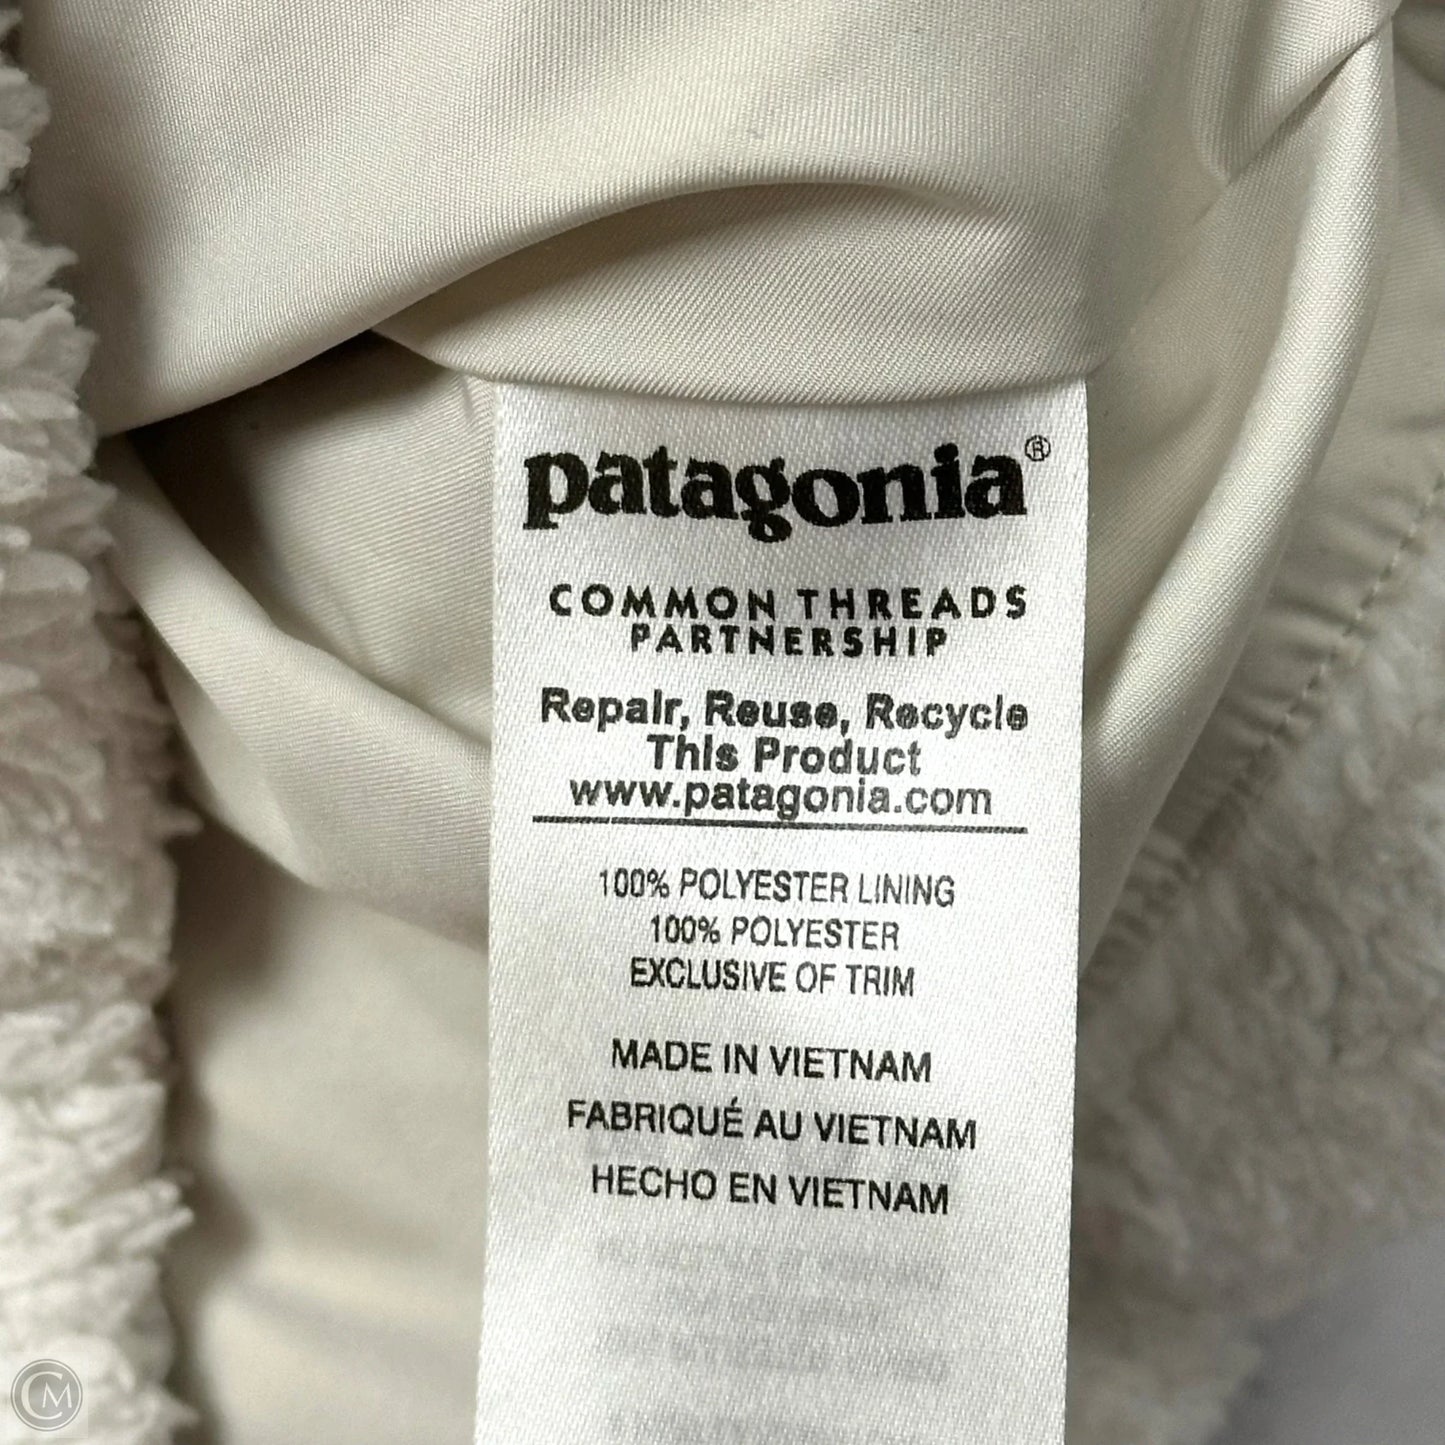 patagonia®
COMMON THREADS
PARTNERSHIP
Repair, Reuse, Recycle
This Product
www.patagonia.com
100% POLYESTER LINING
100% POLYESTER
EXCLUSIVE OF TRIM
MADE IN VIETNAM
FABRIQUÉ AU VIETNAM
HECHO EN VIETNAM
CM